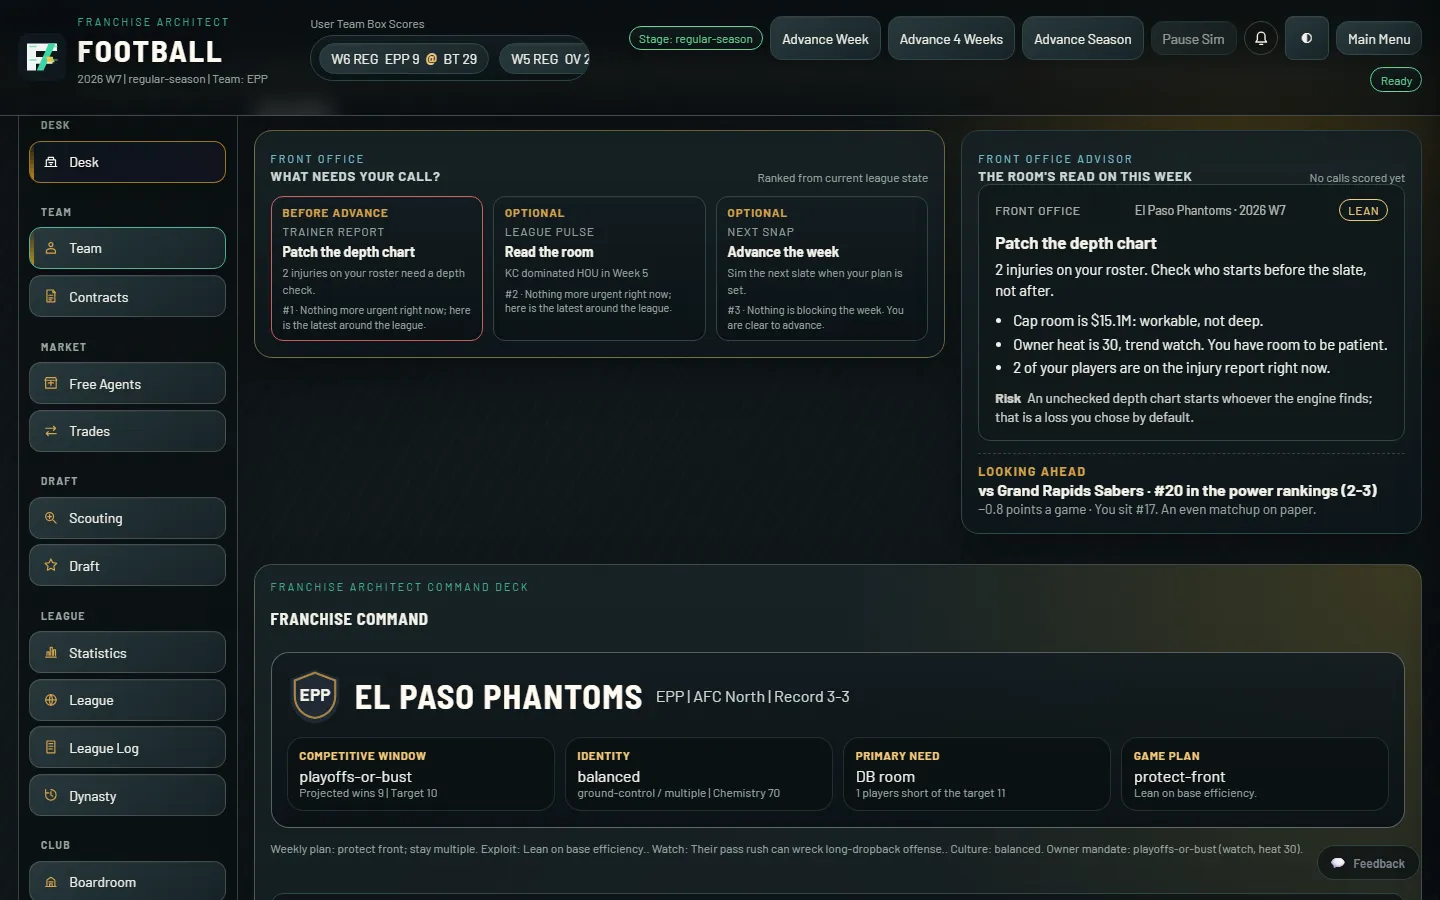 FRANCHISE ARCHITECT
FOOTBALL
2026 W7 | regular-season | Team: EPP
User Team Box Scores
W6 REG EPP 9 @ BT 29
W5 REG OV
Stage: regular-season
Advance Week
Advance 4 Weeks
Advance Season
Pause Sim
Main Menu
Ready
DESK
Desk
TEAM
Team
Contracts
MARKET
Free Agents
Trades
DRAFT
Scouting
Draft
LEAGUE
Statistics
League
League Log
Dynasty
CLUB
Boardroom
FRONT OFFICE
WHAT NEEDS YOUR CALL?
Ranked from current league state
BEFORE ADVANCE
TRAINER REPORT
Patch the depth chart
2 injuries on your roster need a depth
check.
#1 · Nothing more urgent right now; here
is the latest around the league.
OPTIONAL
LEAGUE PULSE
Read the room
KC dominated HOU in Week 5
#2 · Nothing more urgent right now;
here is the latest around the league.
OPTIONAL
NEXT SNAP
Advance the week
Sim the next slate when your plan is
set.
#3 · Nothing is blocking the week. You
are clear to advance.
FRONT OFFICE ADVISOR
THE ROOM'S READ ON THIS WEEK
No calls scored yet
FRONT OFFICE
El Paso Phantoms · 2026 W7
LEAN
Patch the depth chart
2 injuries on your roster. Check who starts before the slate,
not after.
• Cap room is $15.1M: workable, not deep.
• Owner heat is 30, trend watch. You have room to be patient.
• 2 of your players are on the injury report right now.
Risk An unchecked depth chart starts whoever the engine finds;
that is a loss you chose by default.
LOOKING AHEAD
vs Grand Rapids Sabers · #20 in the power rankings (2-3)
−0.8 points a game · You sit #17. An even matchup on paper.
FRANCHISE ARCHITECT COMMAND DECK
FRANCHISE COMMAND
EPP
EL PASO PHANTOMS
EPP | AFC North | Record 3-3
COMPETITIVE WINDOW
playoffs-or-bust
Projected wins 9 | Target 10
IDENTITY
balanced
ground-control / multiple | Chemistry 70
PRIMARY NEED
DB room
1 players short of the target 11
GAME PLAN
protect-front
Lean on base efficiency.
Weekly plan: protect front; stay multiple. Exploit: Lean on base efficiency.. Watch: Their pass rush can wreck long-dropback offense.. Culture: balanced. Owner mandate: playoffs-or-bust (watch, heat 30).
Feedback